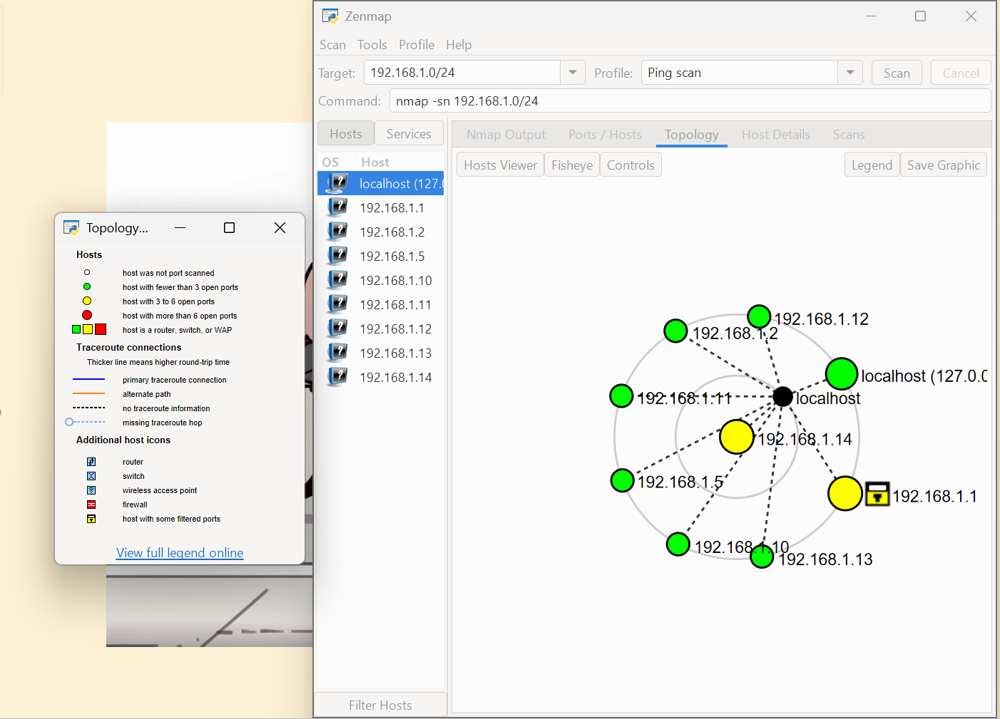 Zenmap
Scan Tools Profile Help
Target: 192.168.1.0/24 Profile: Ping scan Scan Cancel
Command: nmap -sn 192.168.1.0/24
Hosts Services
OS Host
localhost (127.0
192.168.1.1
192.168.1.2
192.168.1.5
192.168.1.10
192.168.1.11
192.168.1.12
192.168.1.13
192.168.1.14
Filter Hosts
Nmap Output Ports / Hosts Topology Host Details Scans
Hosts Viewer Fisheye Controls Legend Save Graphic
192.168.1.12
192.168.1.2
localhost (127.0.0
192.168.1.11
localhost
192.168.1.14
192.168.1.5
192.168.1.1
192.168.1.10
192.168.1.13
Topology...
Hosts
host was not port scanned
host with fewer than 3 open ports
host with 3 to 6 open ports
host with more than 6 open ports
host is a router, switch, or WAP
Traceroute connections
Thicker line means higher round-trip time
primary traceroute connection
alternate path
no traceroute information
missing traceroute hop
Additional host icons
router
switch
wireless access point
firewall
host with some filtered ports
View full legend online